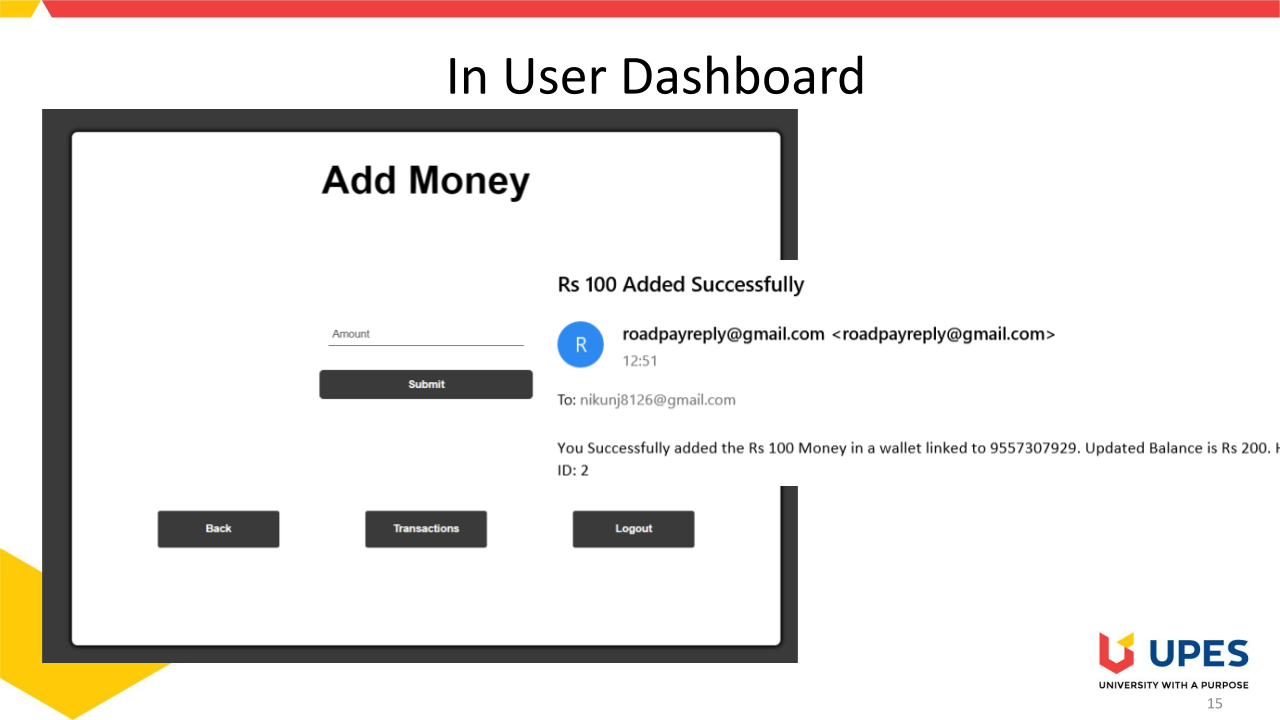 In User Dashboard
Add Money
Rs 100 Added Successfully
R
roadpayreply@gmail.com <roadpayreply@gmail.com>
12:51
To: nikunj8126@gmail.com
You Successfully added the Rs 100 Money in a wallet linked to 9557307929. Updated Balance is Rs 200.
ID: 2
Amount
Submit
Back
Transactions
Logout
UPES
UNIVERSITY WITH A PURPOSE
15